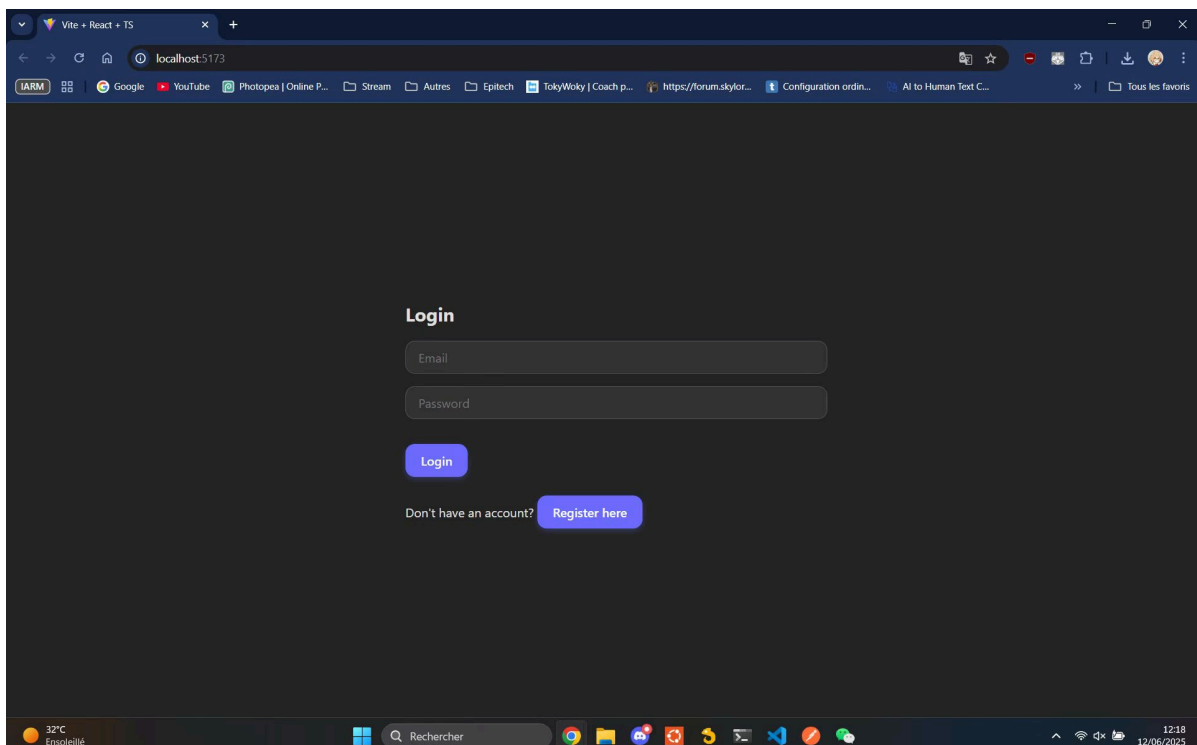 Vite + React + TS
localhost:5173
IARM Google YouTube Photopea | Online P... Stream Autres Epitech TokyWoky | Coach p... https://forum.skylor... Configuration ordin... AI to Human Text C... » Tous les favoris
Login
Email
Password
Login
Don't have an account? Register here
32°C
Ensoleillé
Rechercher
12:18
12/06/2025